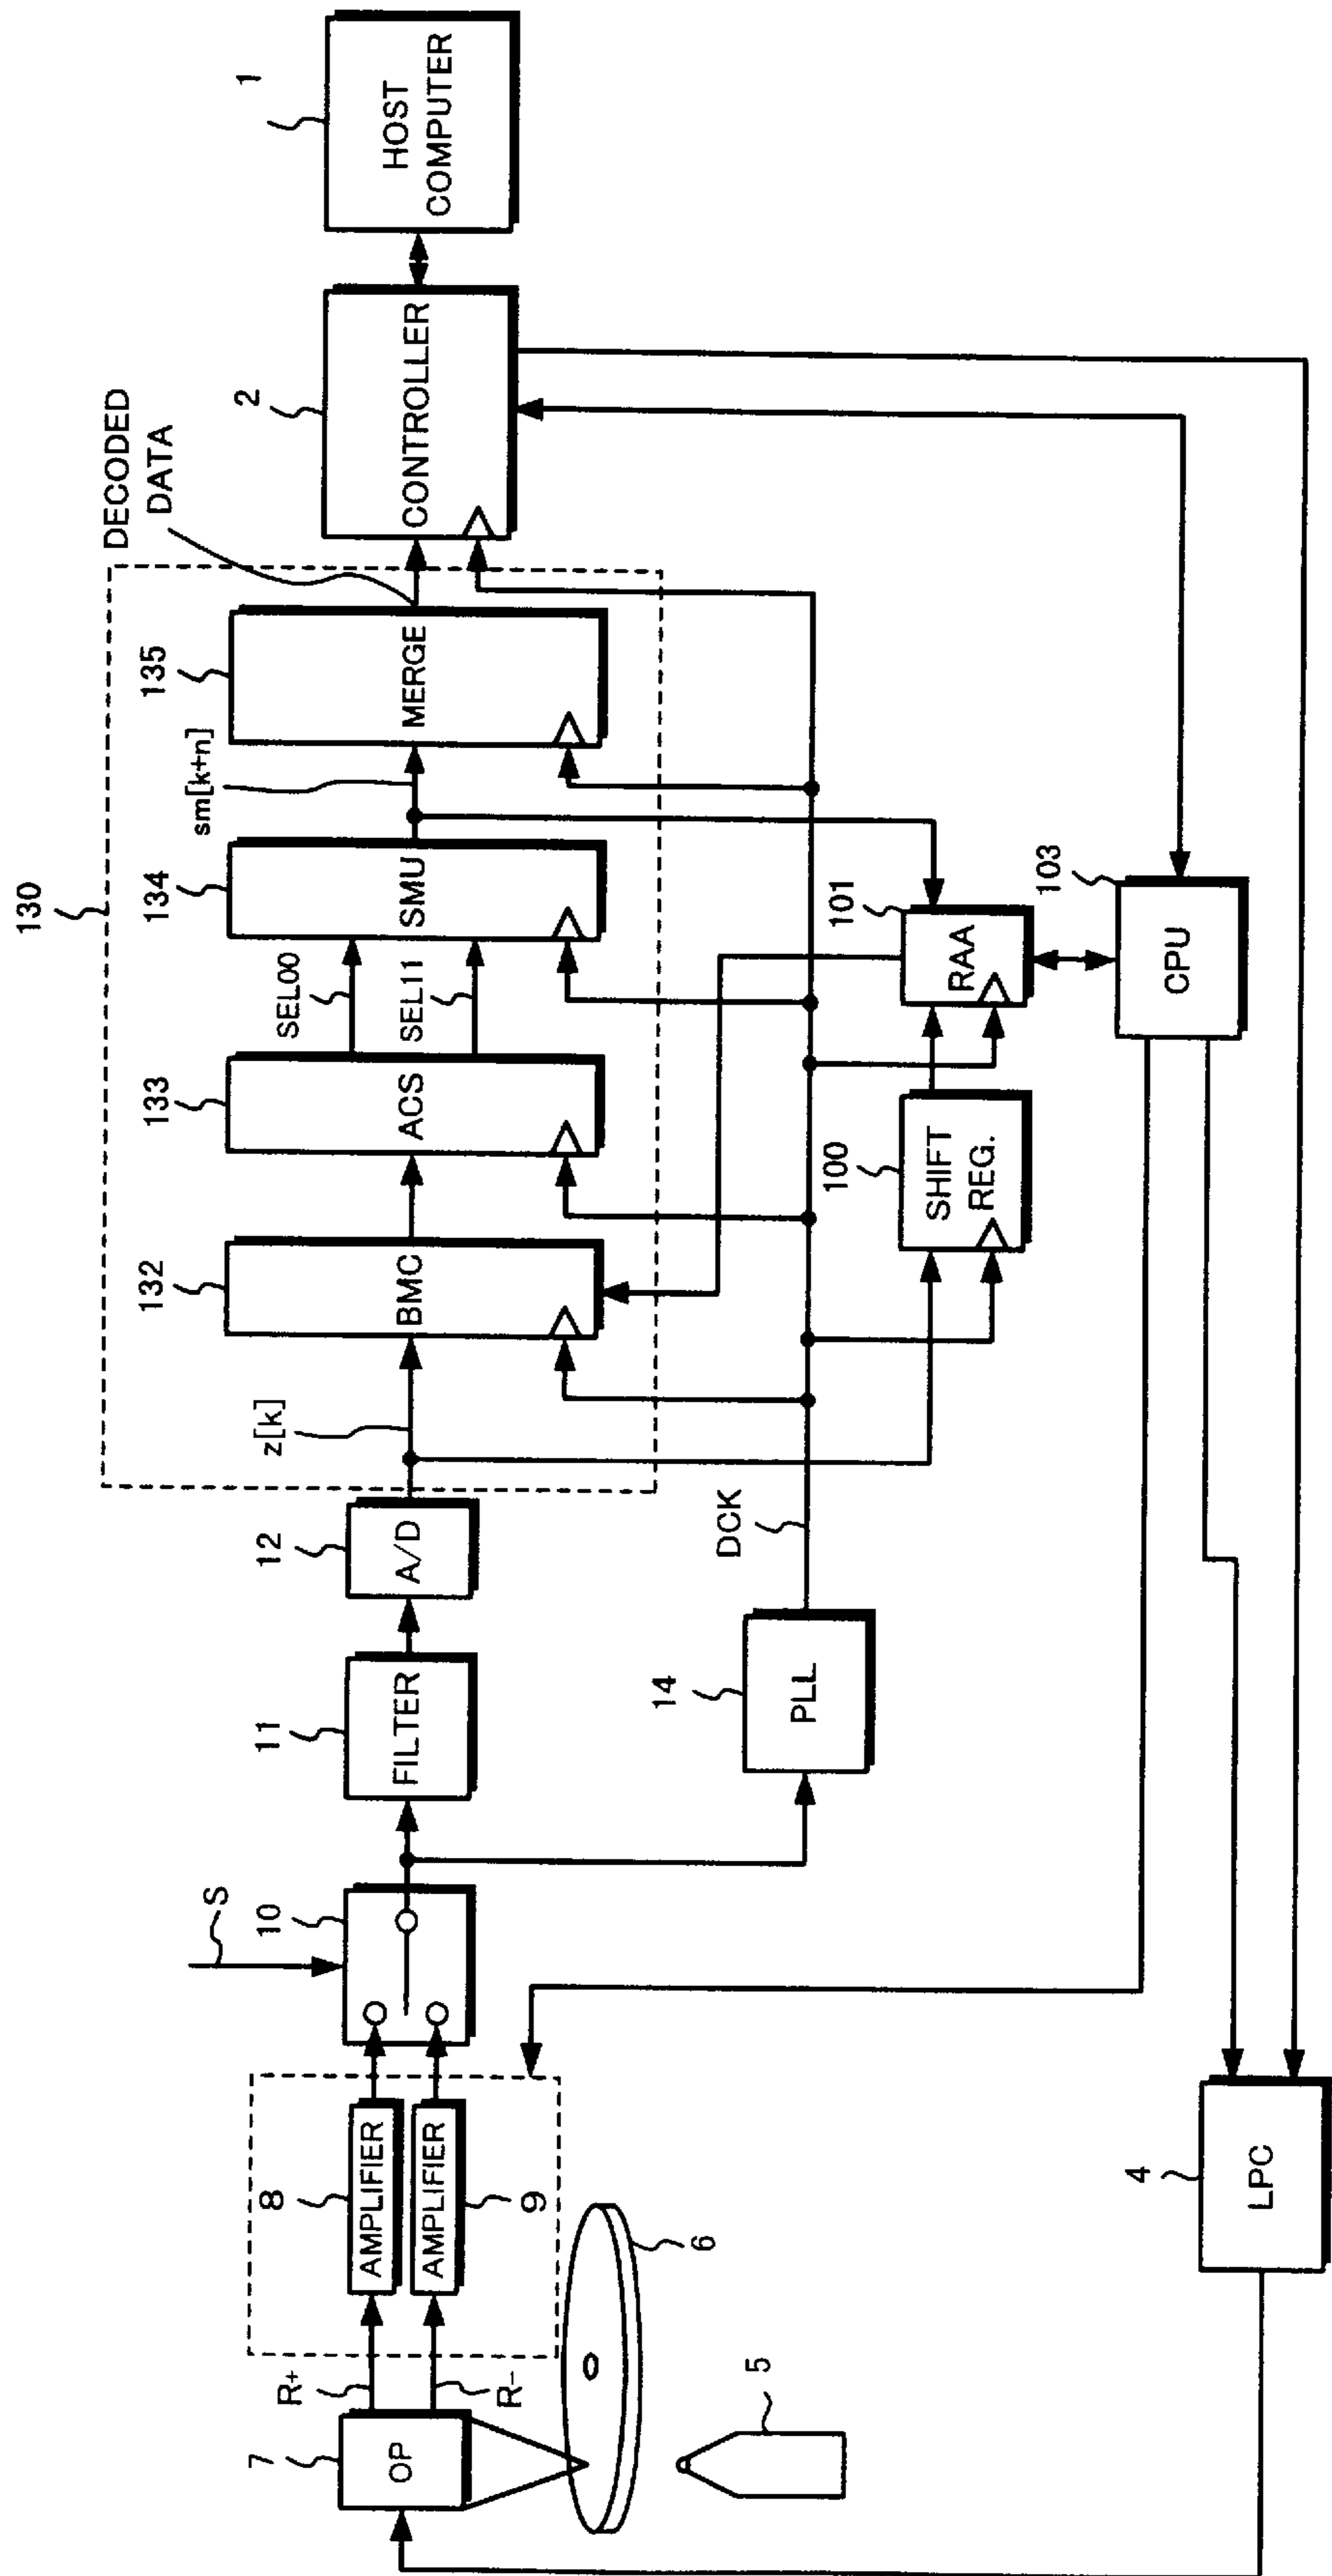 130
DECODED
DATA
1
HOST
COMPUTER
2
CONTROLLER
135
MERGE
sm[k+n]
134
SMU
SEL00
SEL11
133
ACS
132
BMC
z[k]
12
A/D
11
FILTER
S
10
8
AMPLIFIER
AMPLIFIER
9
R+
R-
7
OP
6
5
14
PLL
DCK
100
SHIFT
REG.
101
RAA
103
CPU
4
LPC